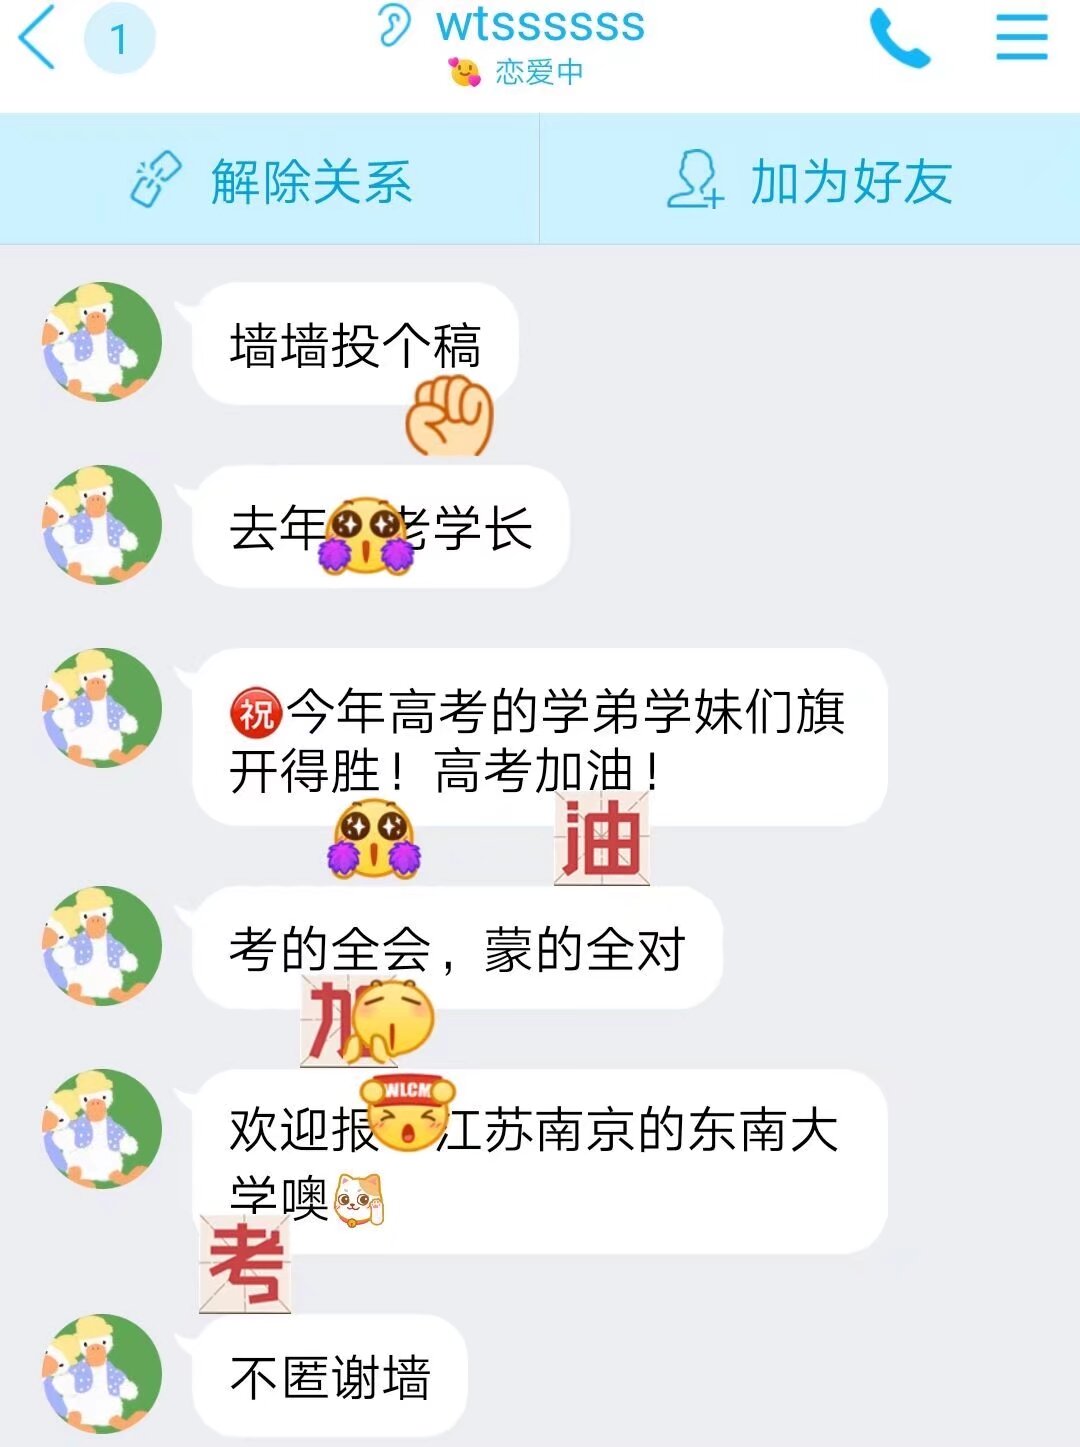 1
wtssssss
恋爱中
解除关系
加为好友
墙墙投个稿
去年 老学长
㊗️今年高考的学弟学妹们旗
开得胜！高考加油！
油
考的全会，蒙的全对
加
WLCM
欢迎报 江苏南京的东南大
学噢
考
不匿谢墙